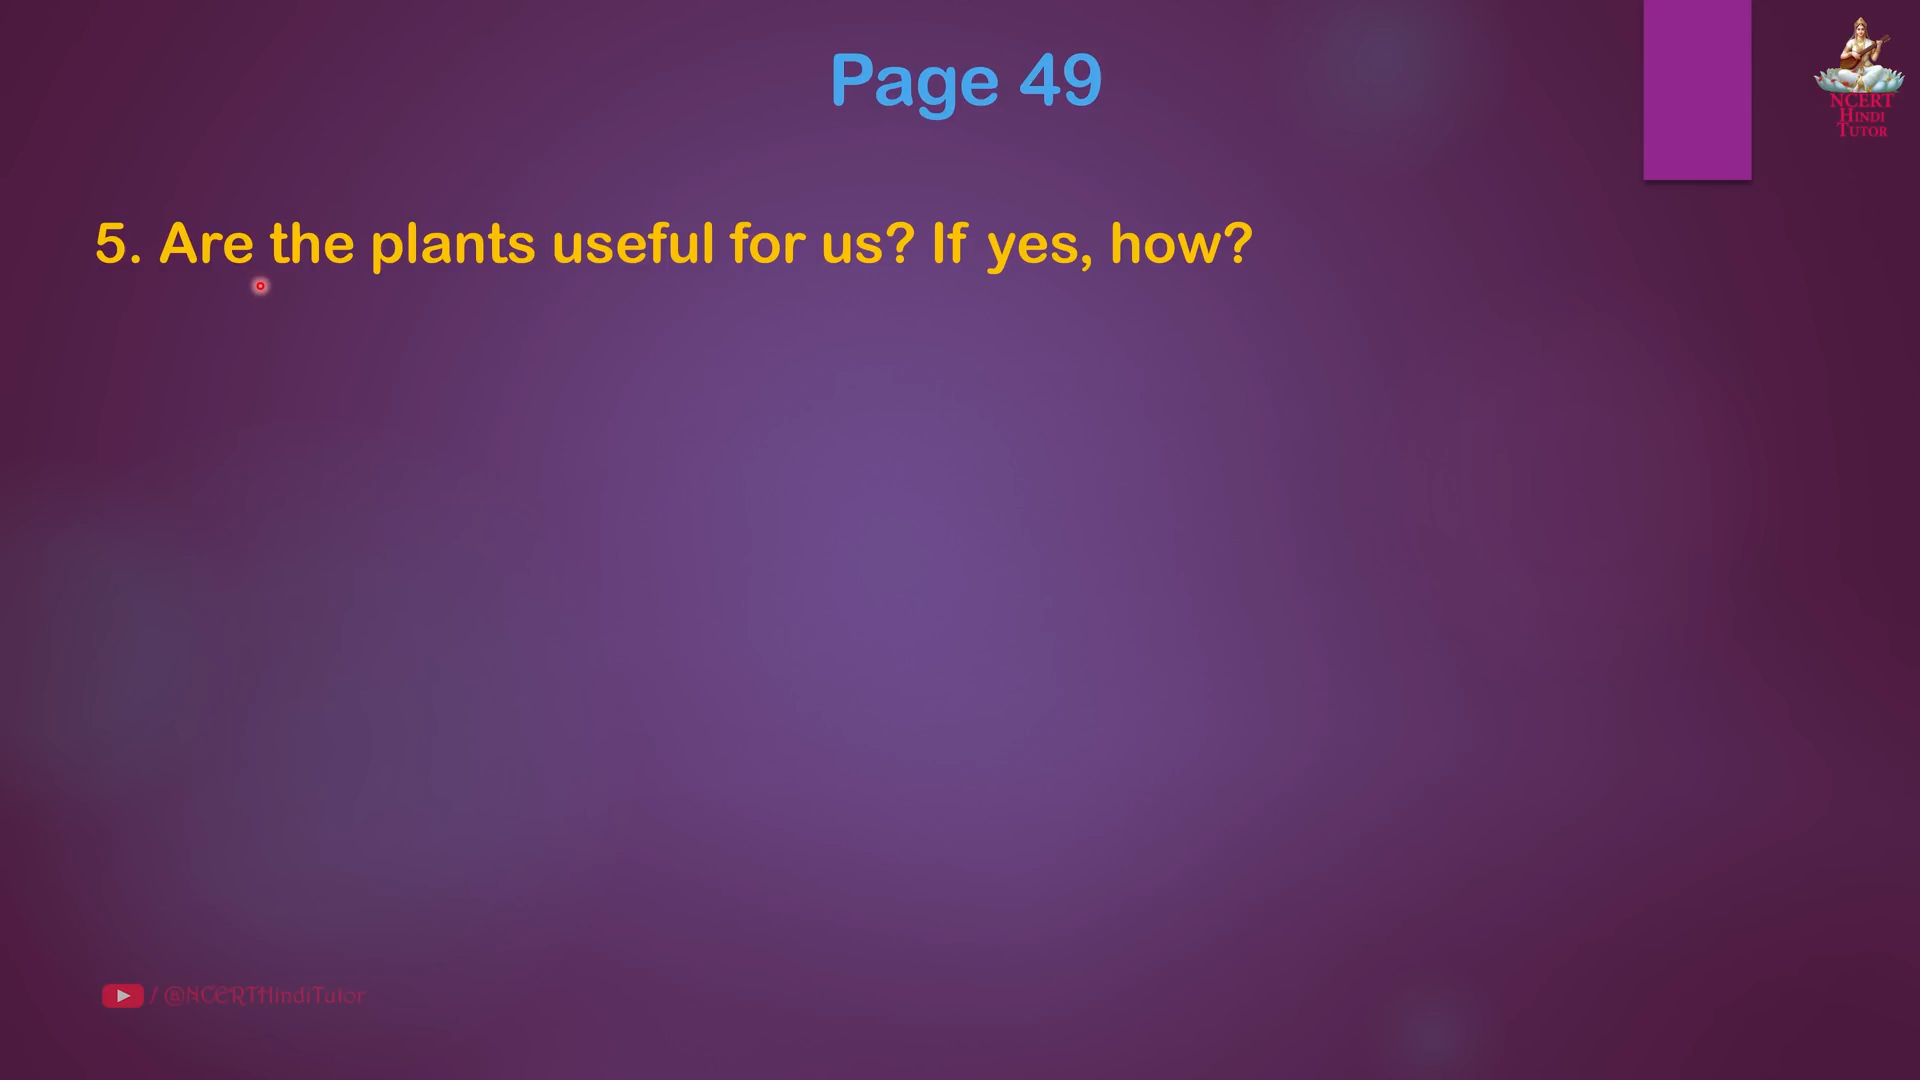 Page 49
NCERT
HINDI
TUTOR
5. Are the plants useful for us? If yes, how?
/ @NCERTHindiTutor